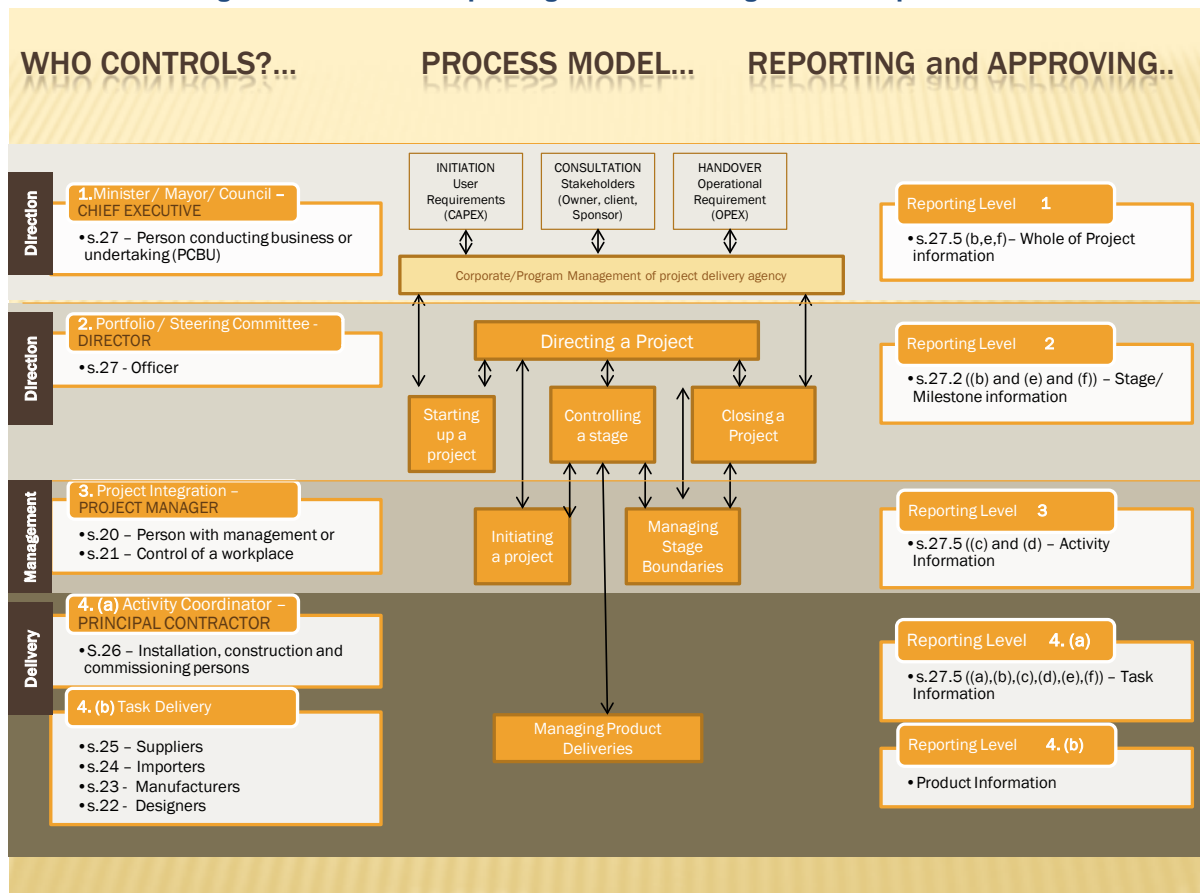 WHO CONTROLS?...
PROCESS MODEL...
REPORTING and APPROVING..
Direction
1.Minister / Mayor/ Council –
CHIEF EXECUTIVE
•s.27 – Person conducting business or
undertaking (PCBU)
INITIATION
User
Requirements
(CAPEX)
CONSULTATION
Stakeholders
(Owner, client,
Sponsor)
HANDOVER
Operational
Requirement
(OPEX)
Corporate/Program Management of project delivery agency
Reporting Level 1
•s.27.5 (b,e,f)– Whole of Project
information
Direction
2. Portfolio / Steering Committee -
DIRECTOR
•s.27 - Officer
Directing a Project
Starting
up a
project
Controlling
a stage
Closing a
Project
Reporting Level 2
•s.27.2 ((b) and (e) and (f)) – Stage/
Milestone information
Management
3. Project Integration –
PROJECT MANAGER
•s.20 – Person with management or
•s.21 – Control of a workplace
Initiating
a project
Managing
Stage
Boundaries
Reporting Level 3
•s.27.5 ((c) and (d) – Activity
Information
Delivery
4. (a) Activity Coordinator –
PRINCIPAL CONTRACTOR
•S.26 – Installation, construction and
commissioning persons
4. (b) Task Delivery
•s.25 – Suppliers
•s.24 – Importers
•s.23 - Manufacturers
•s.22 - Designers
Managing Product
Deliveries
Reporting Level 4. (a)
•s.27.5 ((a),(b),(c),(d),(e),(f)) – Task
Information
Reporting Level 4. (b)
•Product Information